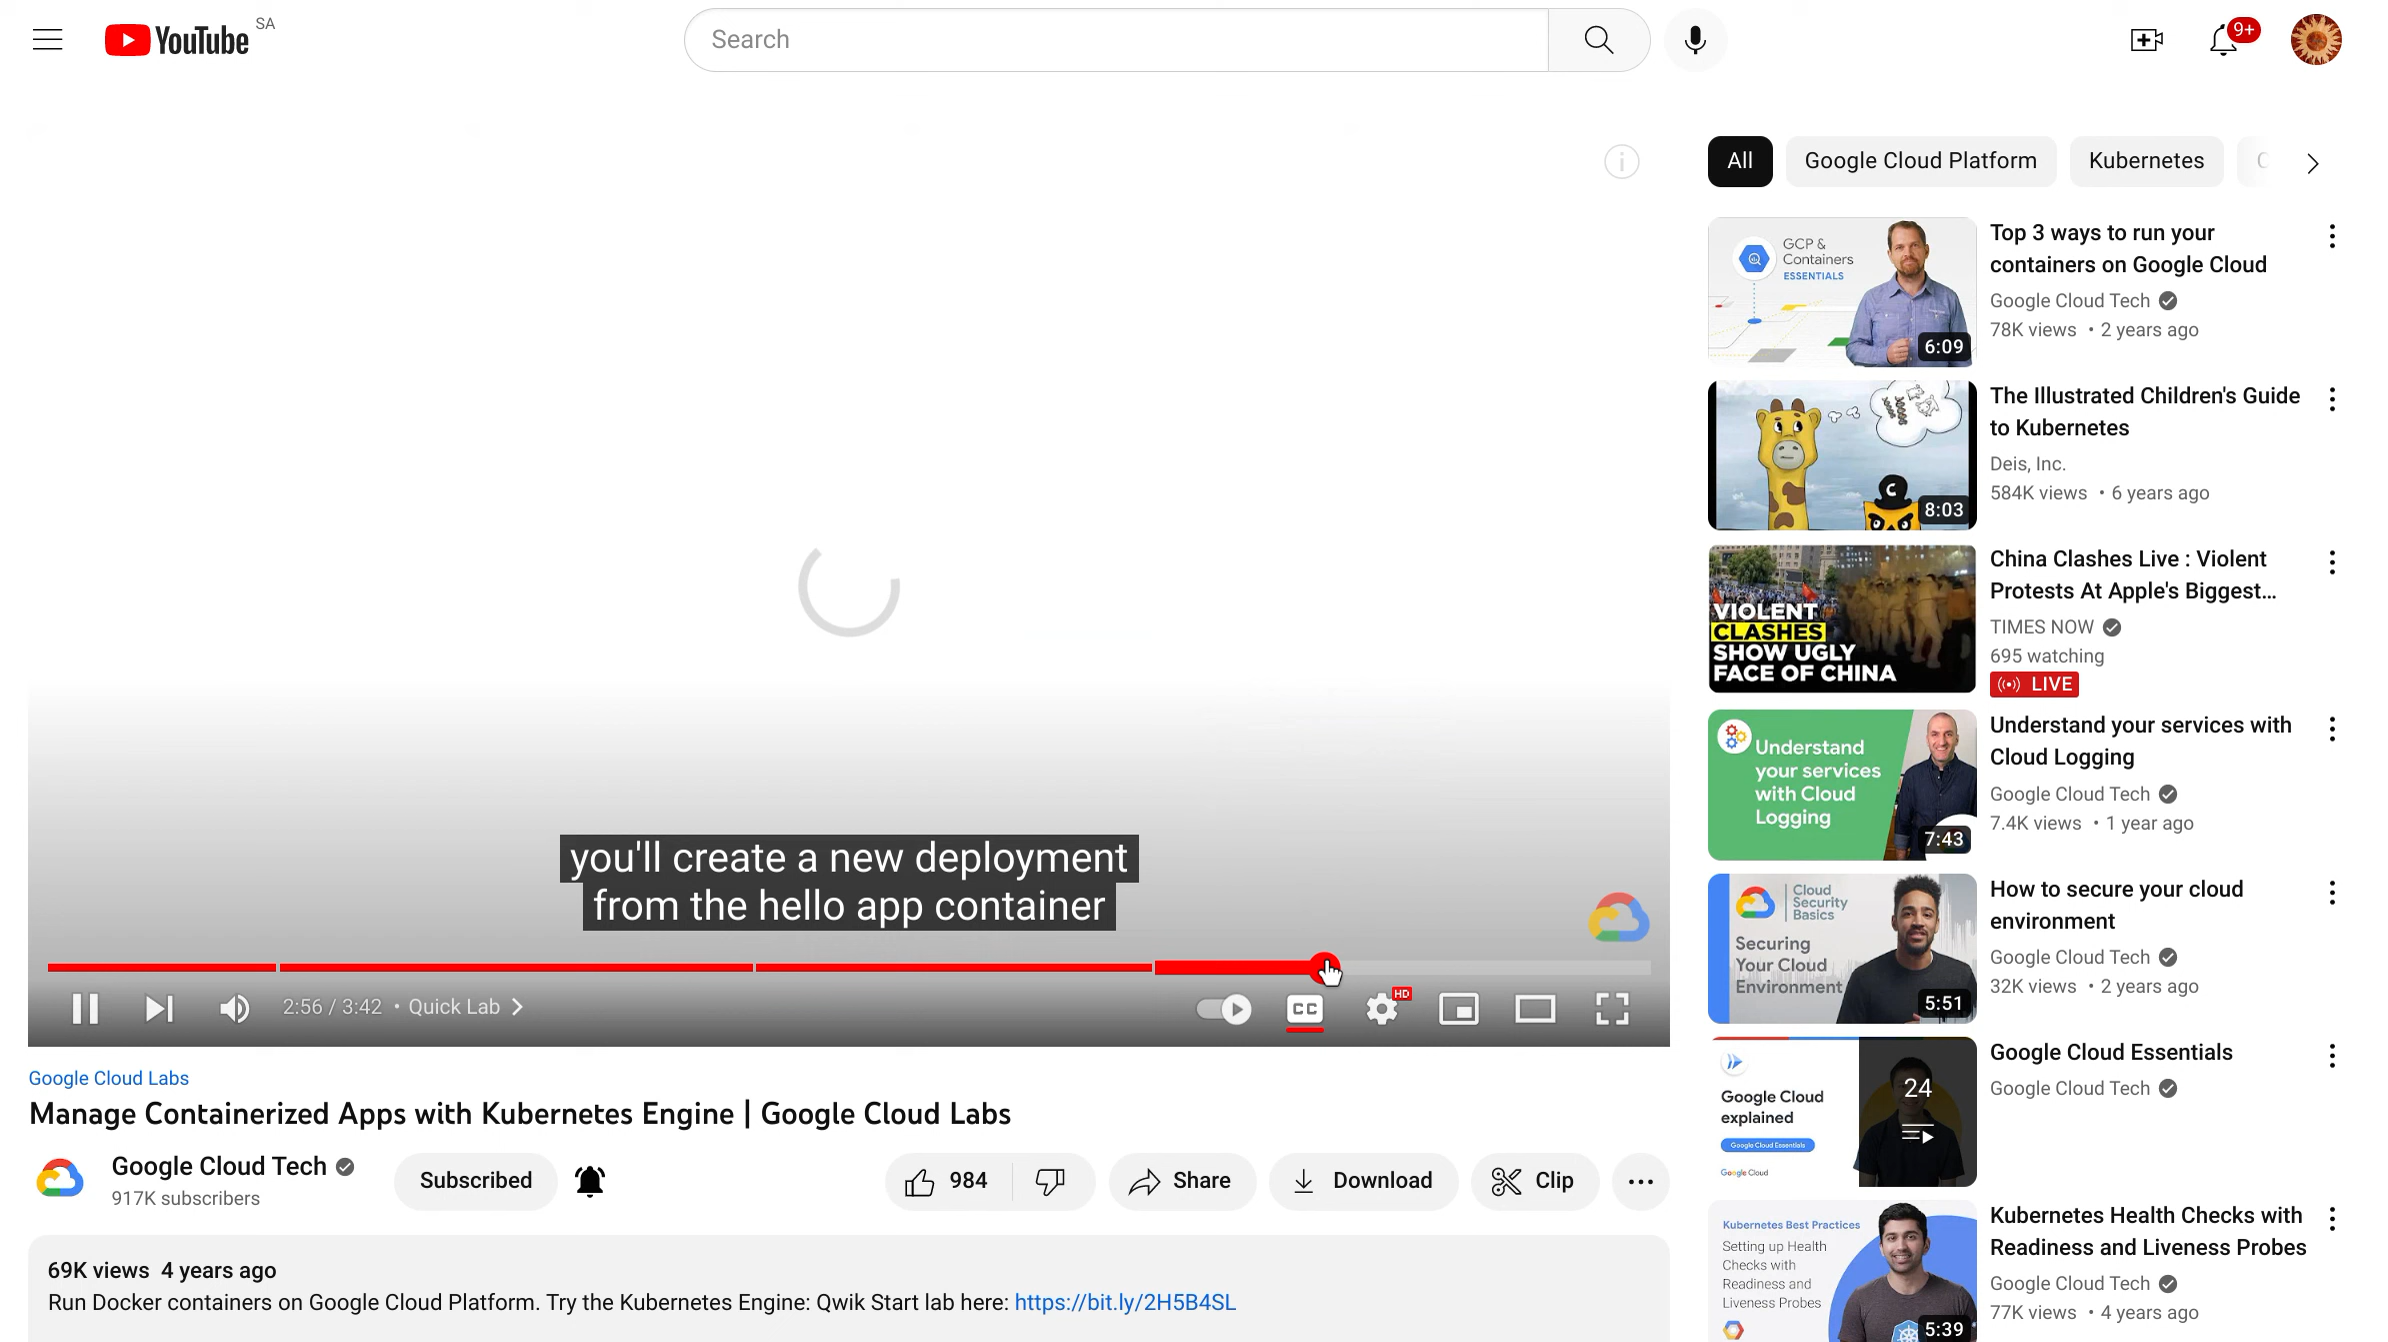 YouTube SA
Search
9+
All
Google Cloud Platform
Kubernetes
GCP &
Containers
ESSENTIALS
6:09
Top 3 ways to run your
containers on Google Cloud
Google Cloud Tech
78K views • 2 years ago
C
8:03
The Illustrated Children's Guide
to Kubernetes
Deis, Inc.
584K views • 6 years ago
VIOLENT
CLASHES
SHOW UGLY
FACE OF CHINA
China Clashes Live : Violent
Protests At Apple's Biggest...
TIMES NOW
695 watching
LIVE
Understand
your services
with Cloud
Logging
7:43
Understand your services with
Cloud Logging
Google Cloud Tech
7.4K views • 1 year ago
Cloud
Security
Basics
Securing
Your Cloud
Environment
5:51
How to secure your cloud
environment
Google Cloud Tech
32K views • 2 years ago
Google Cloud
explained
Google Cloud Essentials
Google Cloud
24
Google Cloud Essentials
Google Cloud Tech
Kubernetes Best Practices
Setting up Health
Checks with
Readiness and
Liveness Probes
5:39
Kubernetes Health Checks with
Readiness and Liveness Probes
Google Cloud Tech
77K views • 4 years ago
you'll create a new deployment
from the hello app container
2:56 / 3:42 • Quick Lab
CC
HD
Google Cloud Labs
Manage Containerized Apps with Kubernetes Engine | Google Cloud Labs
Google Cloud Tech
917K subscribers
Subscribed
984
Share
Download
Clip
69K views 4 years ago
Run Docker containers on Google Cloud Platform. Try the Kubernetes Engine: Qwik Start lab here: https://bit.ly/2H5B4SL